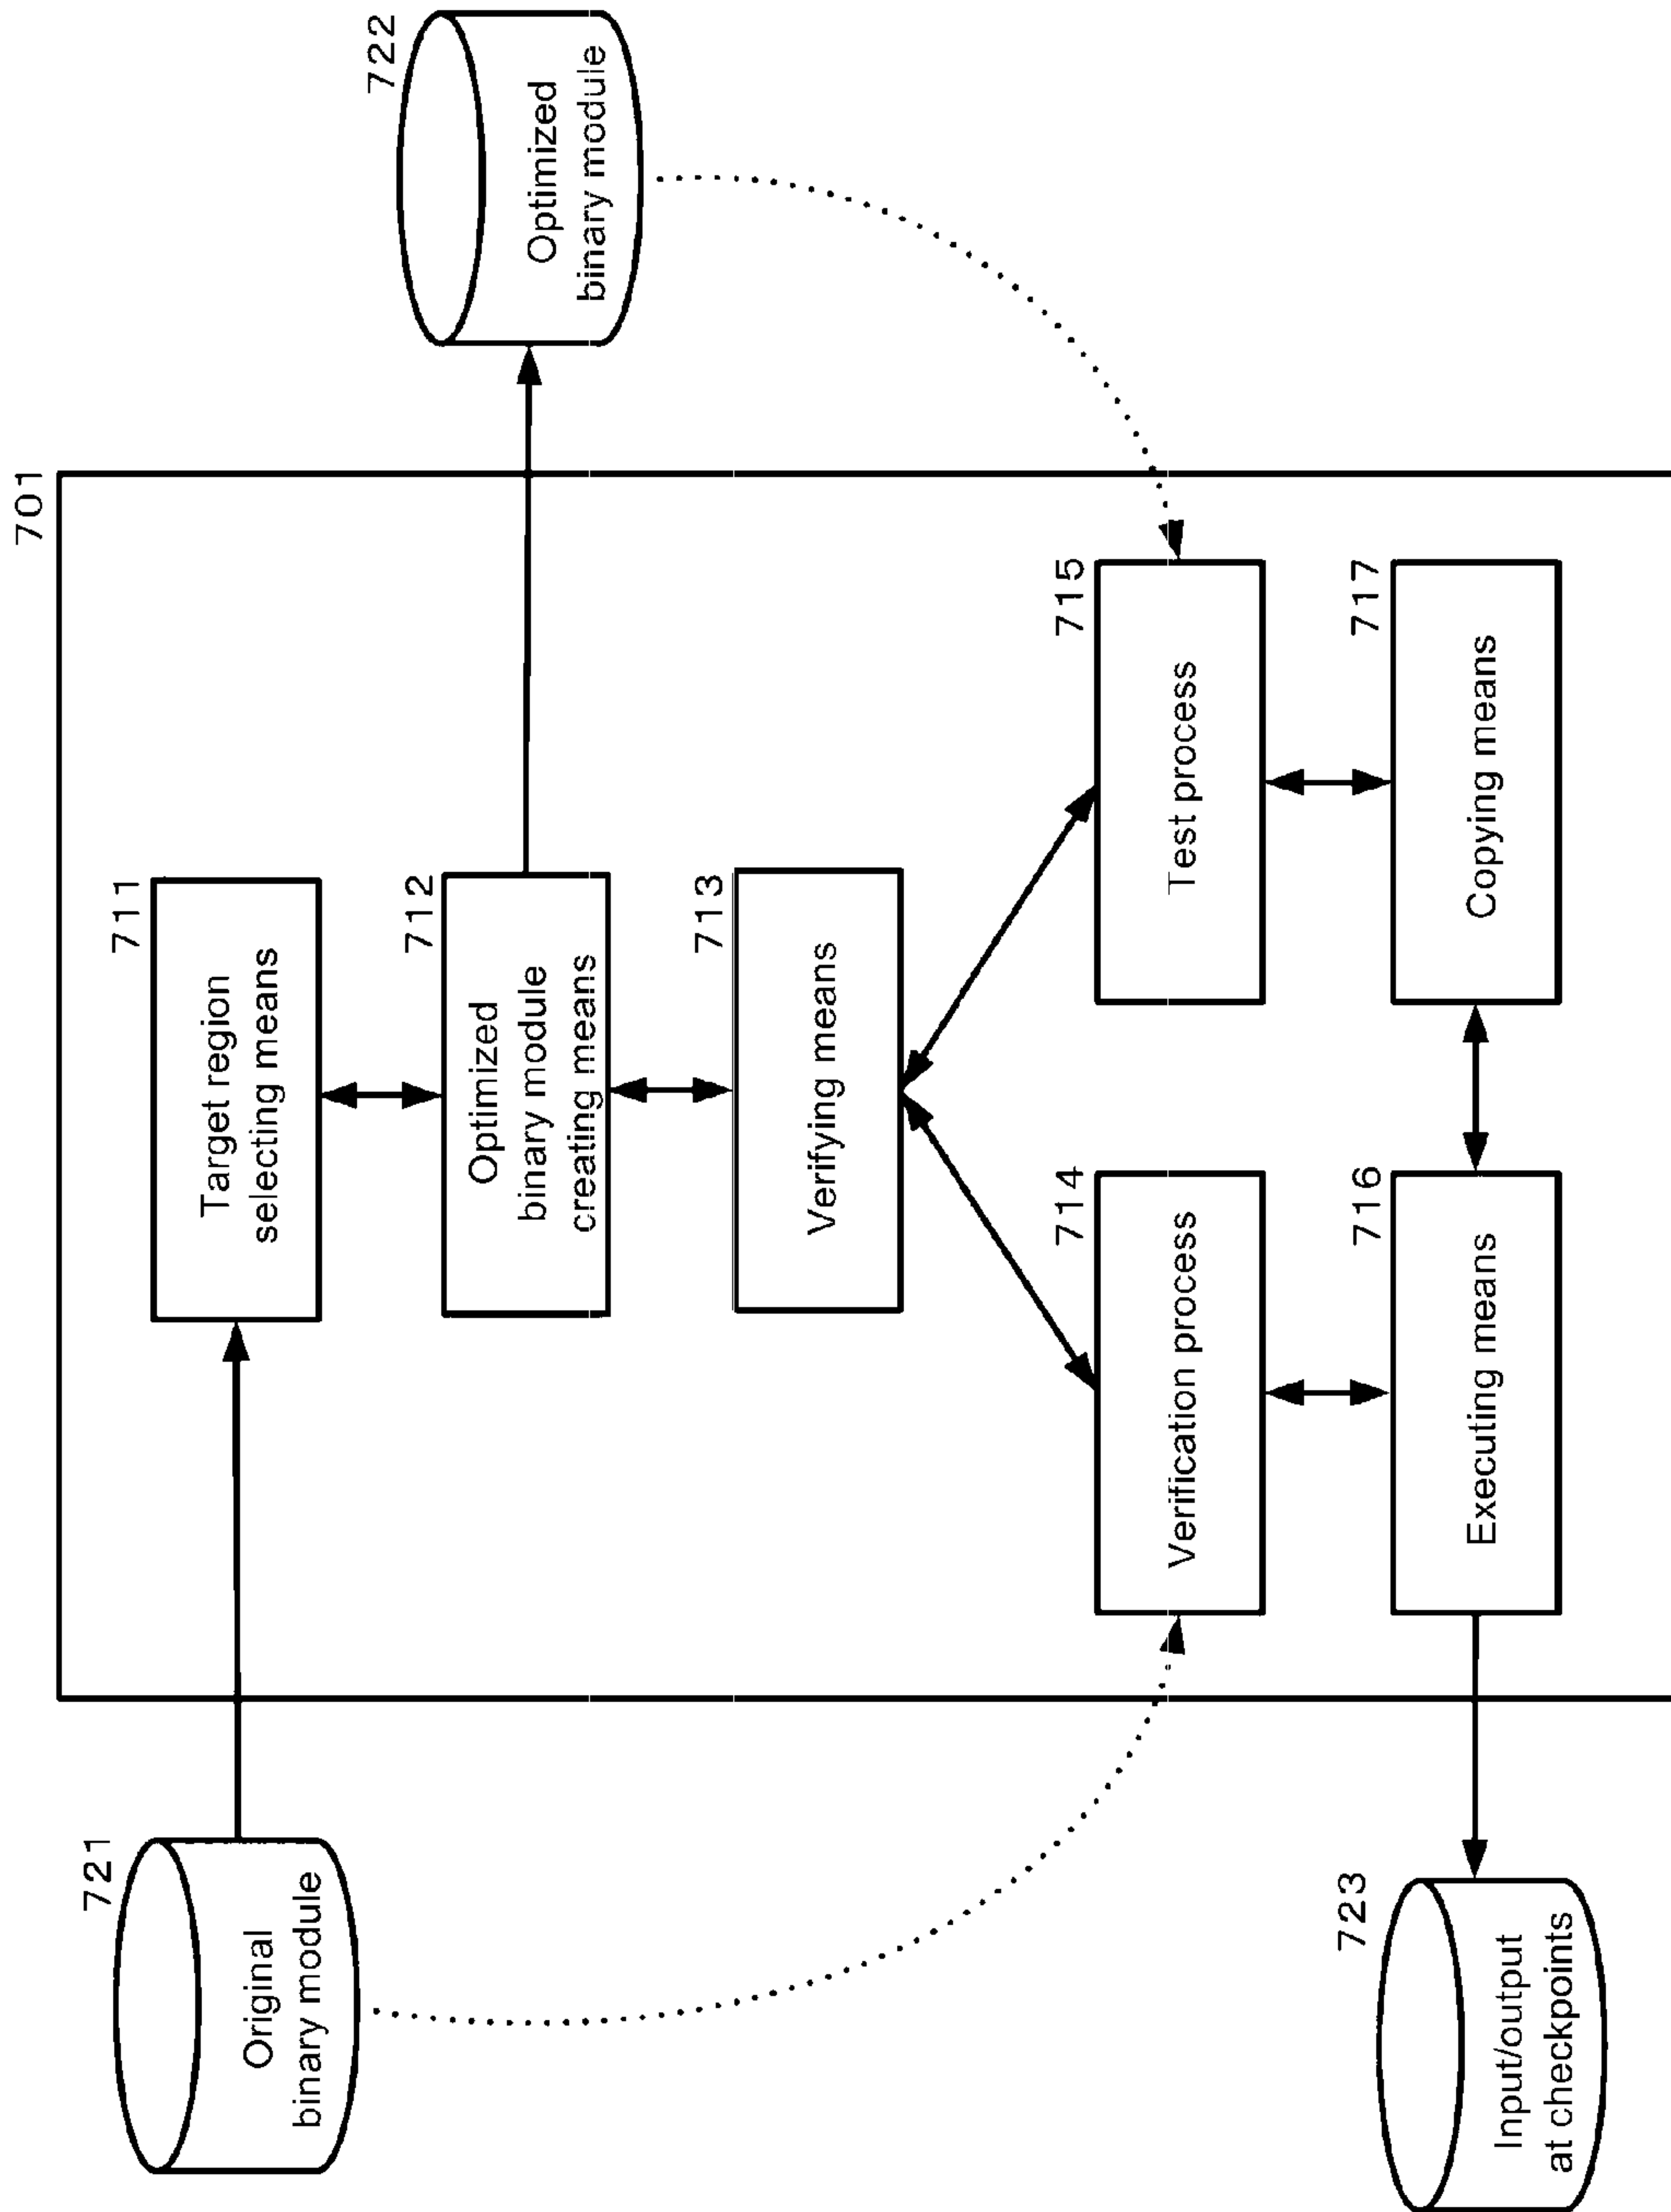 701
721
Original
binary module
711
Target region
selecting means
722
Optimized
binary module
712
Optimized
binary module
creating means
713
Verifying means
714
Verification process
715
Test process
723
Input/output
at checkpoints
716
Executing means
717
Copying means